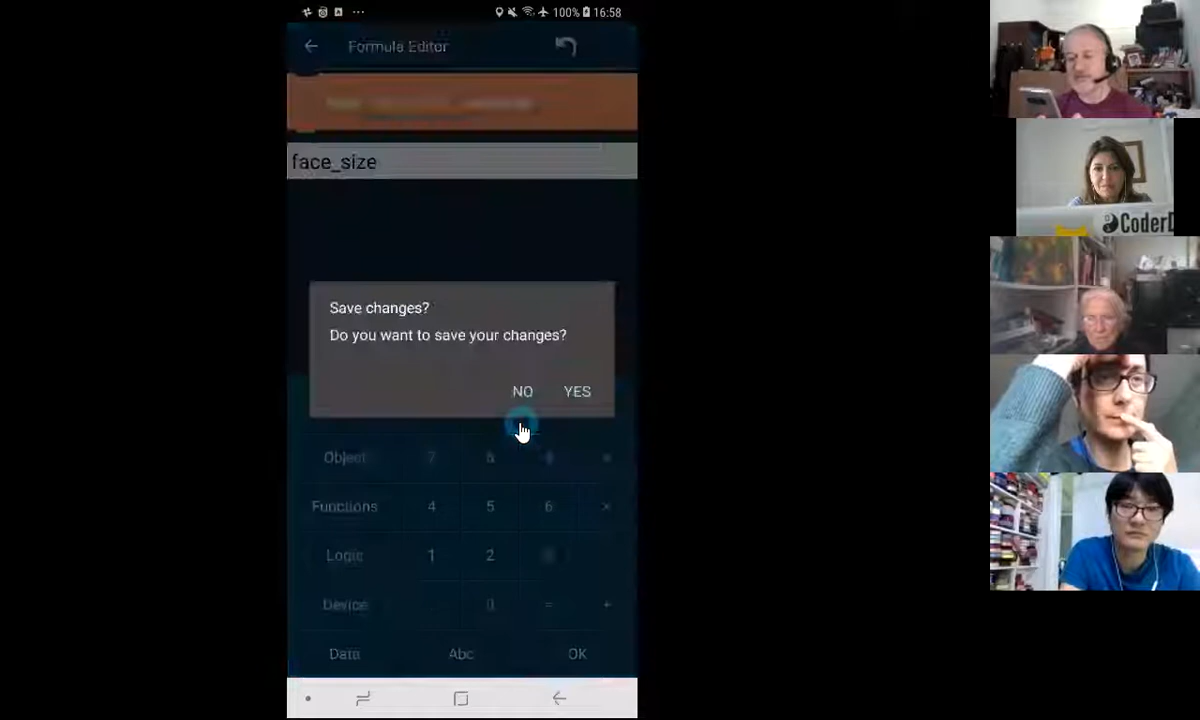 100% 16:58
Formula Editor
face_size
Save changes?
Do you want to save your changes?
NO YES
Object 7
Functions 4 5 6 ×
Logic 1 2
Device 0 = +
Data Abc OK
CoderD